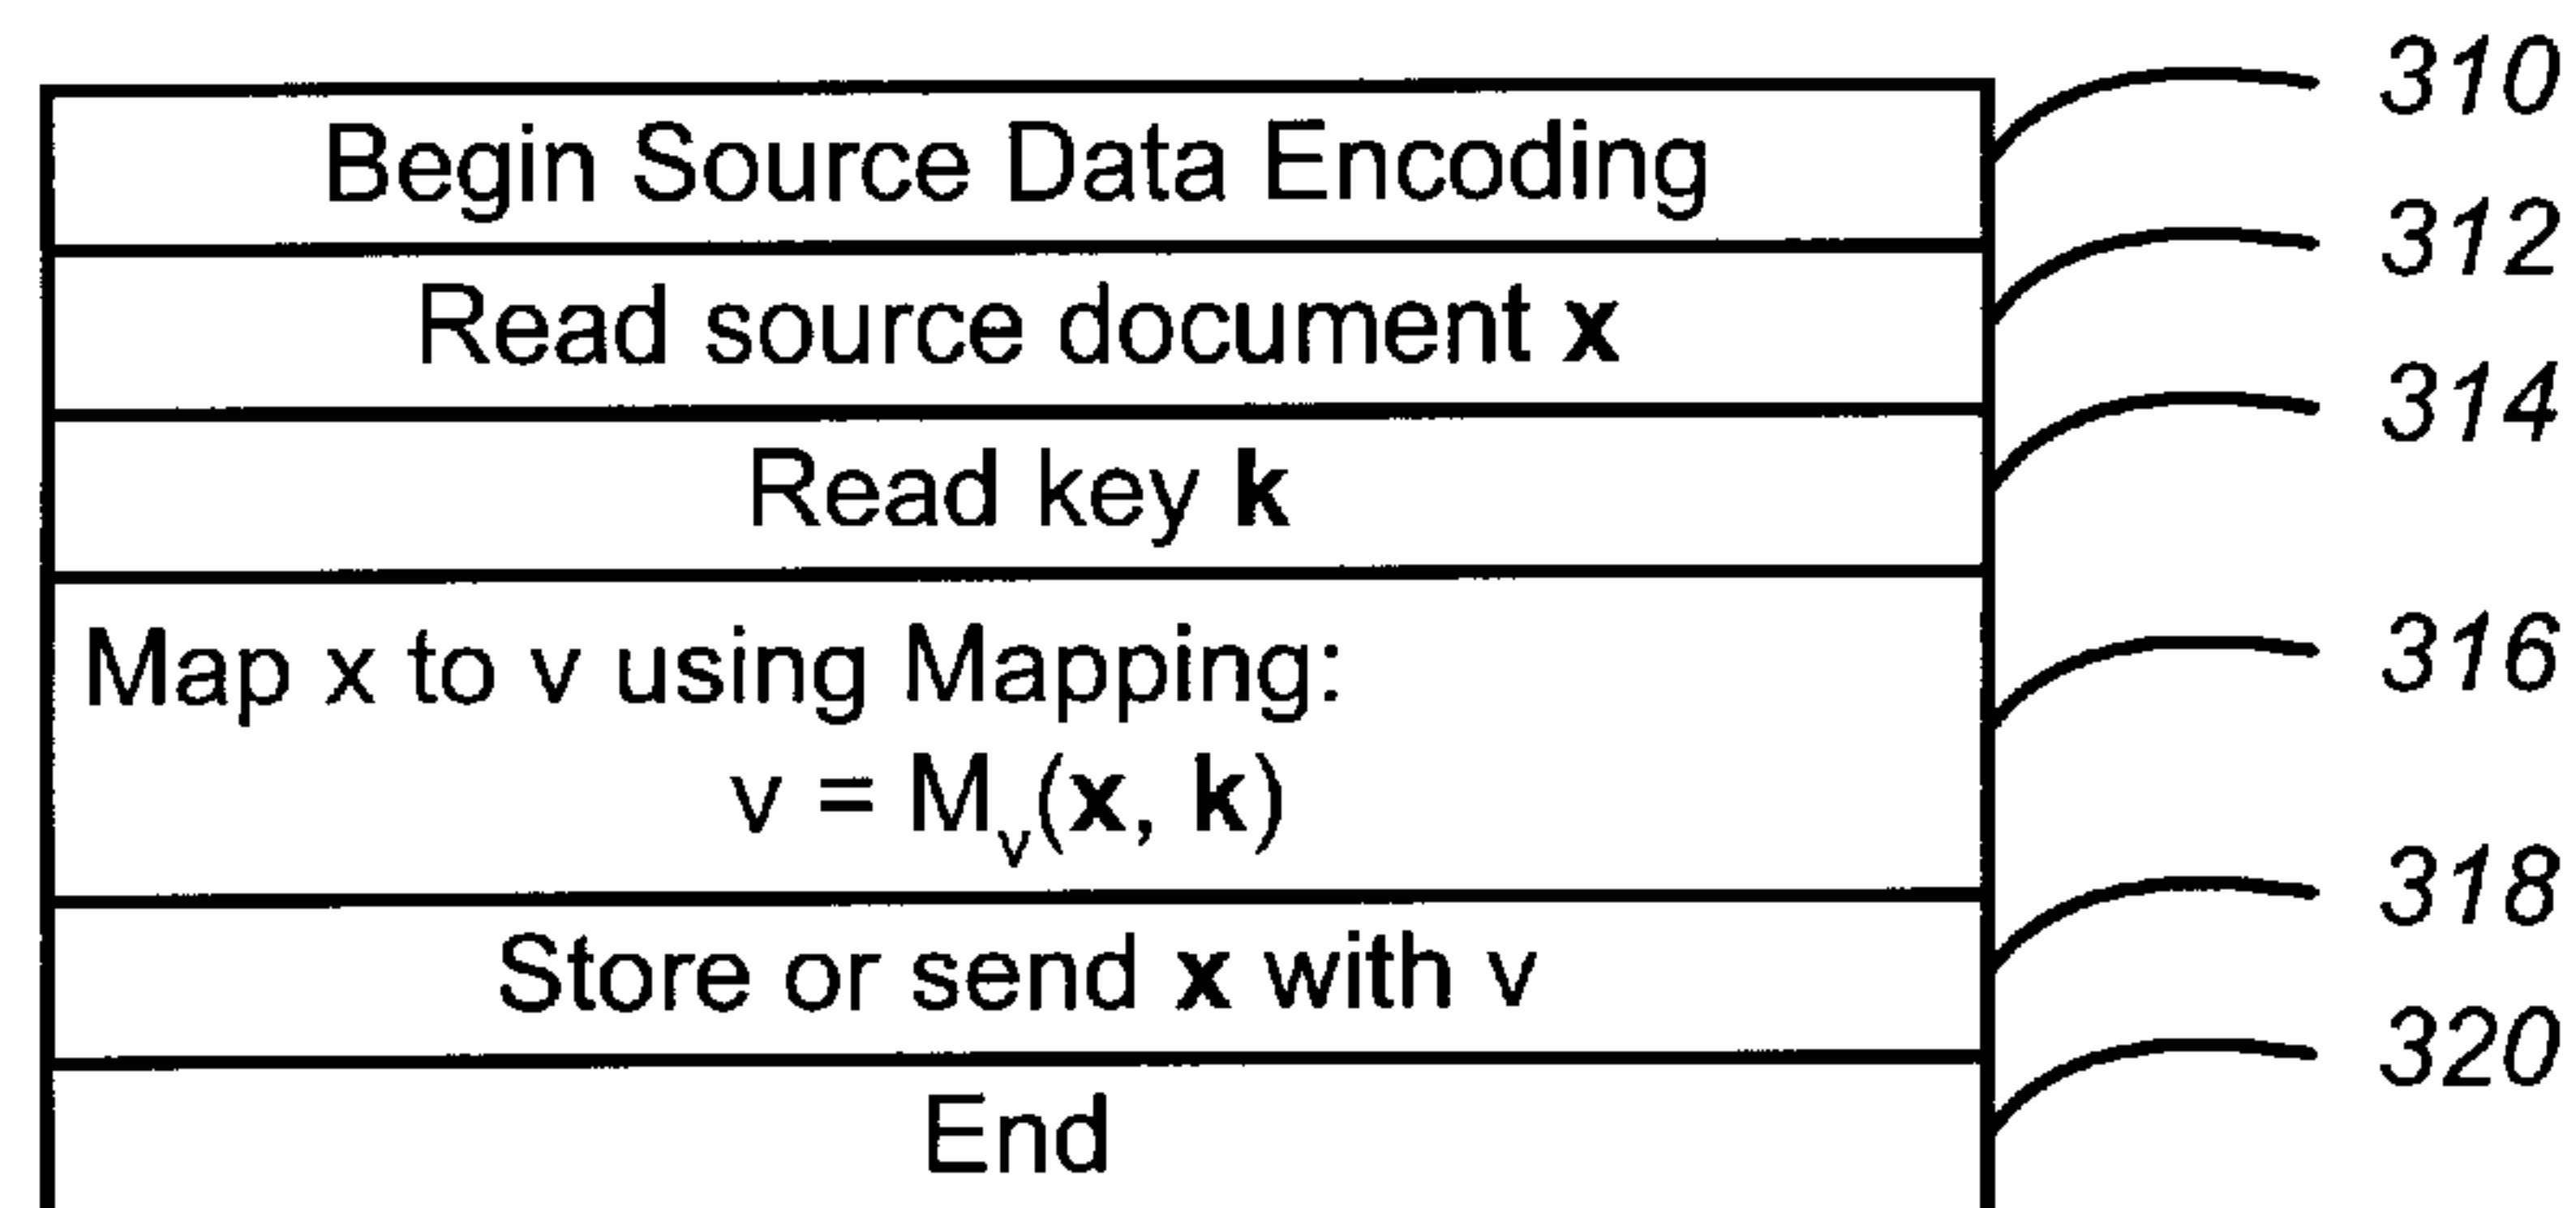 Begin Source Data Encoding 310
Read source document x 312
Read key k 314
Map x to v using Mapping: 316
v = Mv(x, k)
Store or send x with v 318
End 320